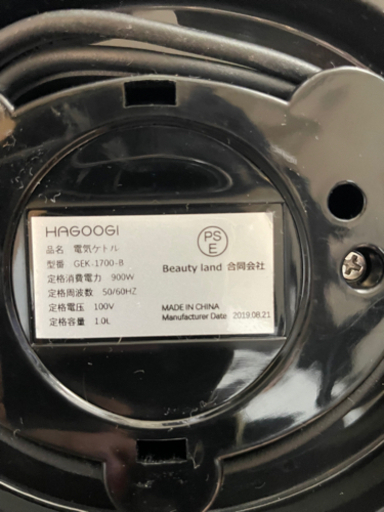 HAGOOGI
品名 電気ケトル
型番 GEK-1700-B
定格消費電力 900W
定格周波数 50/60HZ
定格電圧 100V
定格容量 1.0L
PS
E
Beauty land 合同会社
MADE IN CHINA
Manufacturer Date 2019.08.21